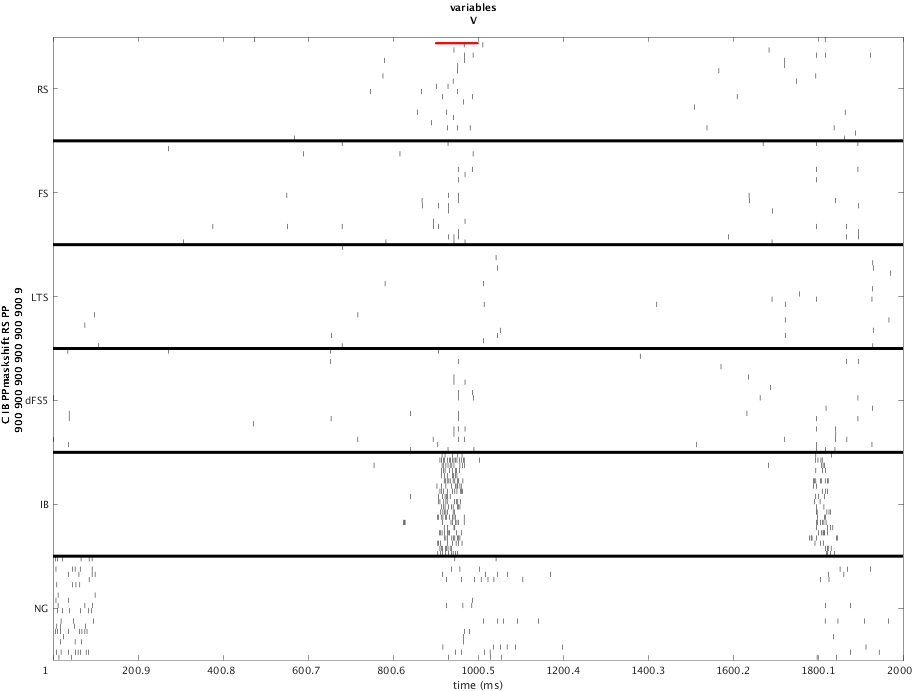 variables
V
RS
FS
LTS
dFS5
IB
NG
C IB PPmaskshift RS PP
900 900 900 900 900 900 900 9
1
200.9
400.8
600.7
800.6
1000.5
1200.4
1400.3
1600.2
1800.1
2000
time (ms)